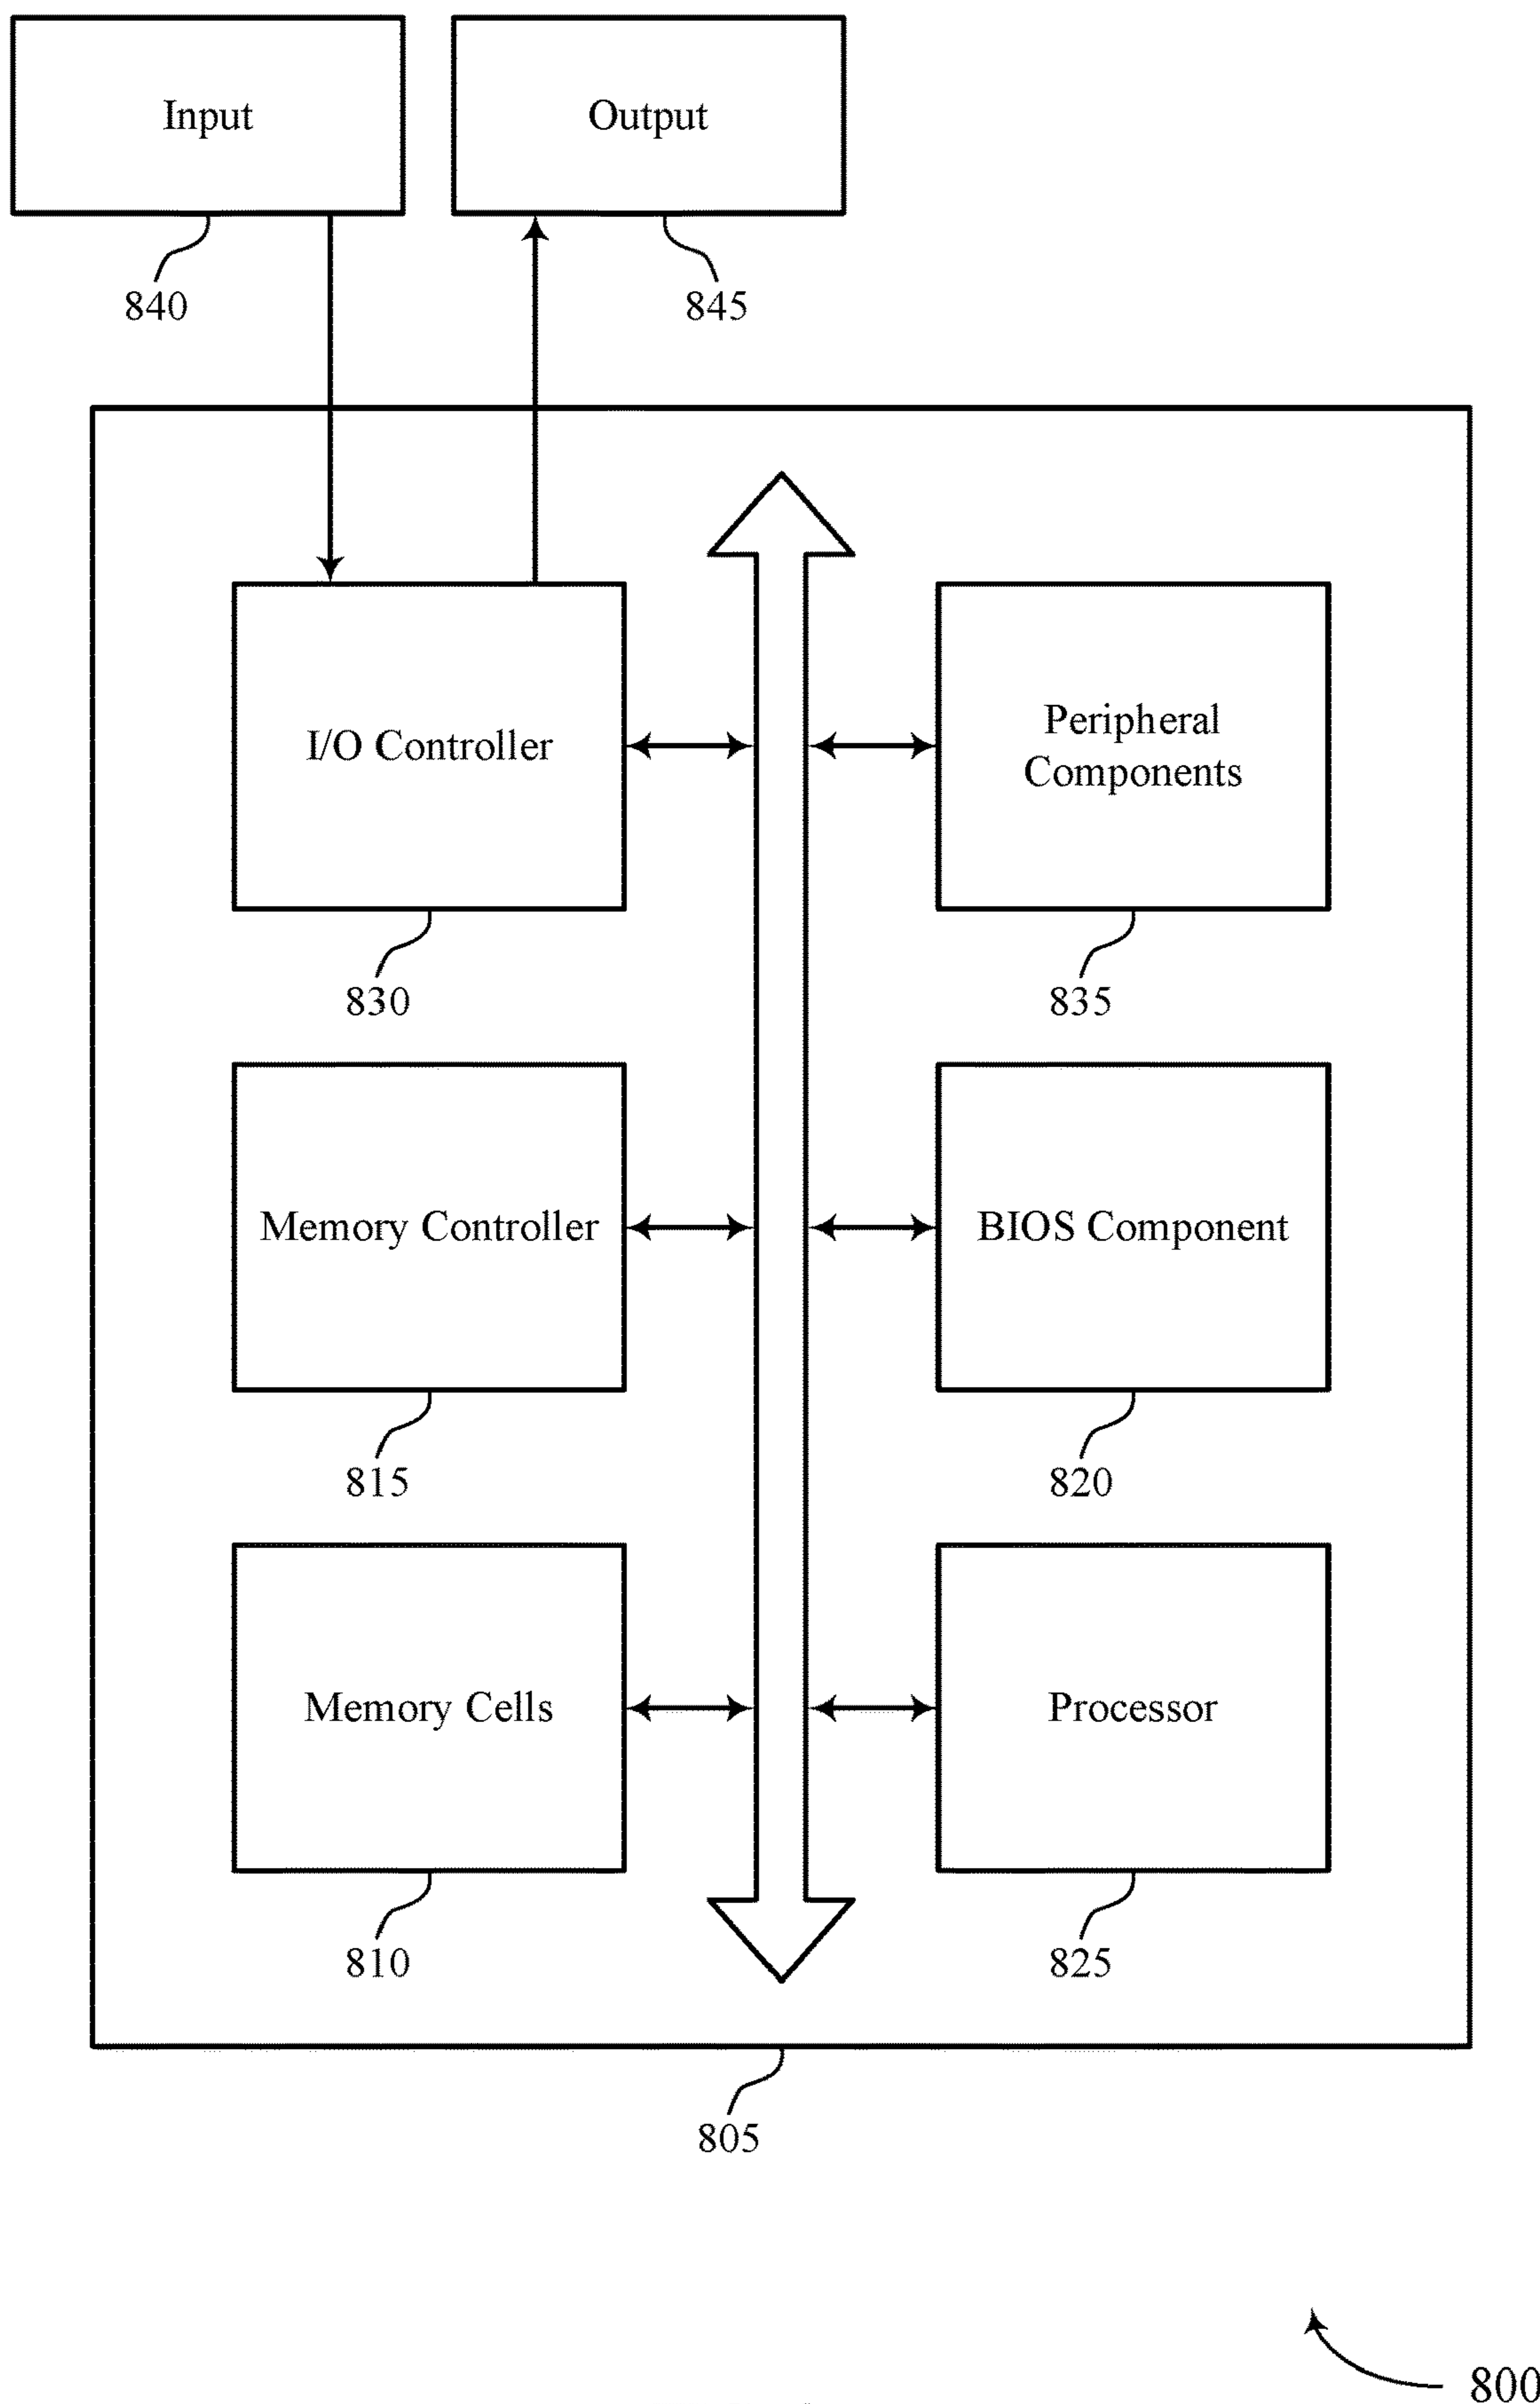 Input
Output
840
845
I/O Controller
Peripheral
Components
830
835
Memory Controller
BIOS Component
815
820
Memory Cells
Processor
810
825
805
800